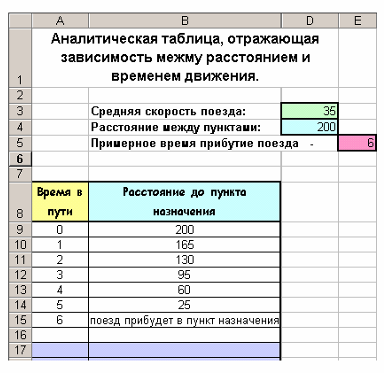 A B D E
1 Аналитическая таблица, отражающая
зависимость межму расстоянием и
временем движения.
2
3 Средняя скорость поезда: 35
4 Расстояние между пунктами: 200
5 Примерное время прибутие поезда - 6
6
7
8 Время в пути Расстояние до пункта назначения
9 0 200
10 1 165
11 2 130
12 3 95
13 4 60
14 5 25
15 6 поезд прибудет в пункт назначения
16
17